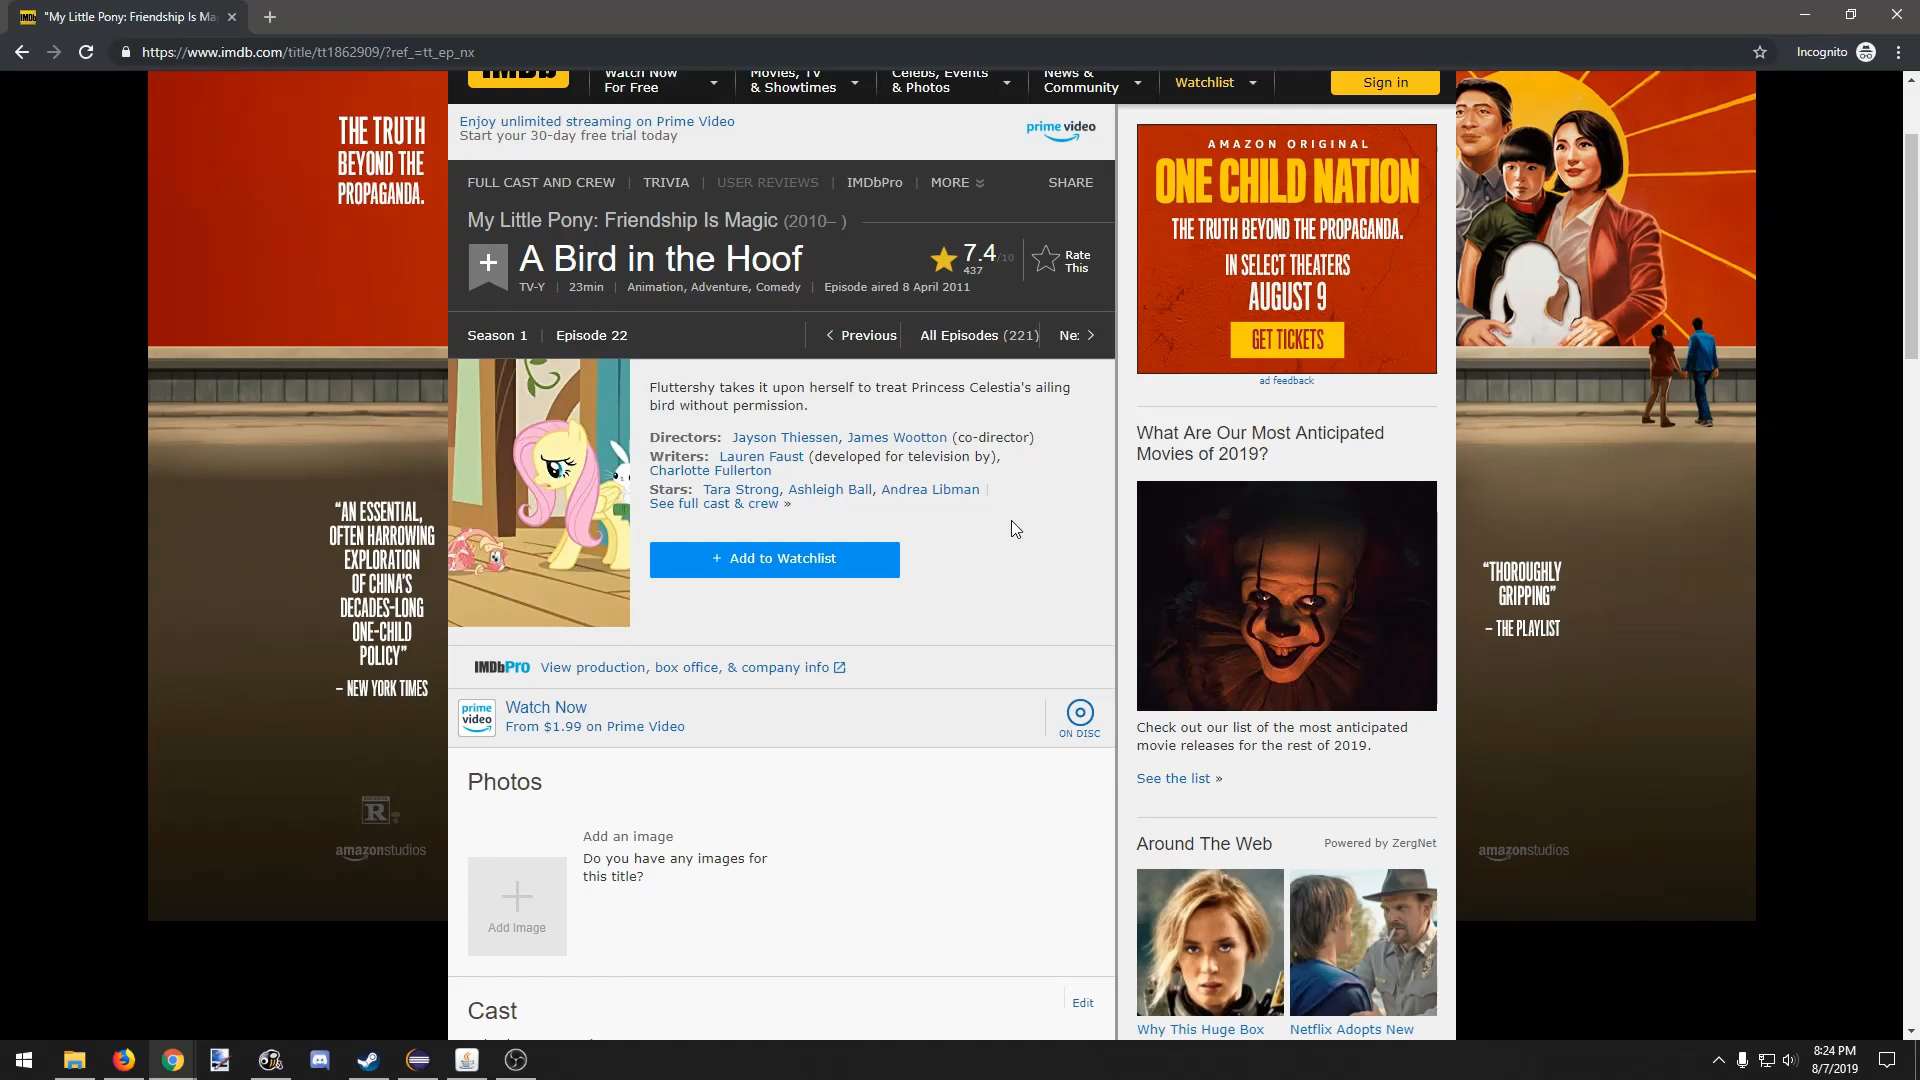 "My Little Pony: Friendship Is Ma
https://www.imdb.com/title/tt1862909/?ref_=tt_ep_nx
Incognito
IMDb
Watch Now
For Free
Movies, TV
& Showtimes
Celebs, Events
& Photos
News &
Community
Watchlist
Sign in
Enjoy unlimited streaming on Prime Video
Start your 30-day free trial today
prime video
FULL CAST AND CREW | TRIVIA | USER REVIEWS | IMDbPro | MORE
SHARE
My Little Pony: Friendship Is Magic (2010– )
+ A Bird in the Hoof
7.4/10
437
Rate
This
TV-Y | 23min | Animation, Adventure, Comedy | Episode aired 8 April 2011
Season 1 | Episode 22
Previous
All Episodes (221)
Fluttershy takes it upon herself to treat Princess Celestia's ailing
bird without permission.
Directors: Jayson Thiessen, James Wootton (co-director)
Writers: Lauren Faust (developed for television by),
Charlotte Fullerton
Stars: Tara Strong, Ashleigh Ball, Andrea Libman |
See full cast & crew »
+ Add to Watchlist
IMDbPro View production, box office, & company info
prime
video
Watch Now
From $1.99 on Prime Video
ON DISC
Photos
Add an image
Do you have any images for
this title?
Add Image
Cast
Edit
THE TRUTH
BEYOND THE
PROPAGANDA.
“AN ESSENTIAL,
OFTEN HARROWING
EXPLORATION
OF CHINA'S
DECADES-LONG
ONE-CHILD
POLICY”
– NEW YORK TIMES
R
amazonstudios
AMAZON ORIGINAL
ONE CHILD NATION
THE TRUTH BEYOND THE PROPAGANDA.
IN SELECT THEATERS
AUGUST 9
GET TICKETS
ad feedback
What Are Our Most Anticipated
Movies of 2019?
Check out our list of the most anticipated
movie releases for the rest of 2019.
See the list »
Around The Web
Powered by ZergNet
Why This Huge Box
Netflix Adopts New
“THOROUGHLY
GRIPPING”
– THE PLAYLIST
amazonstudios
8:24 PM
8/7/2019